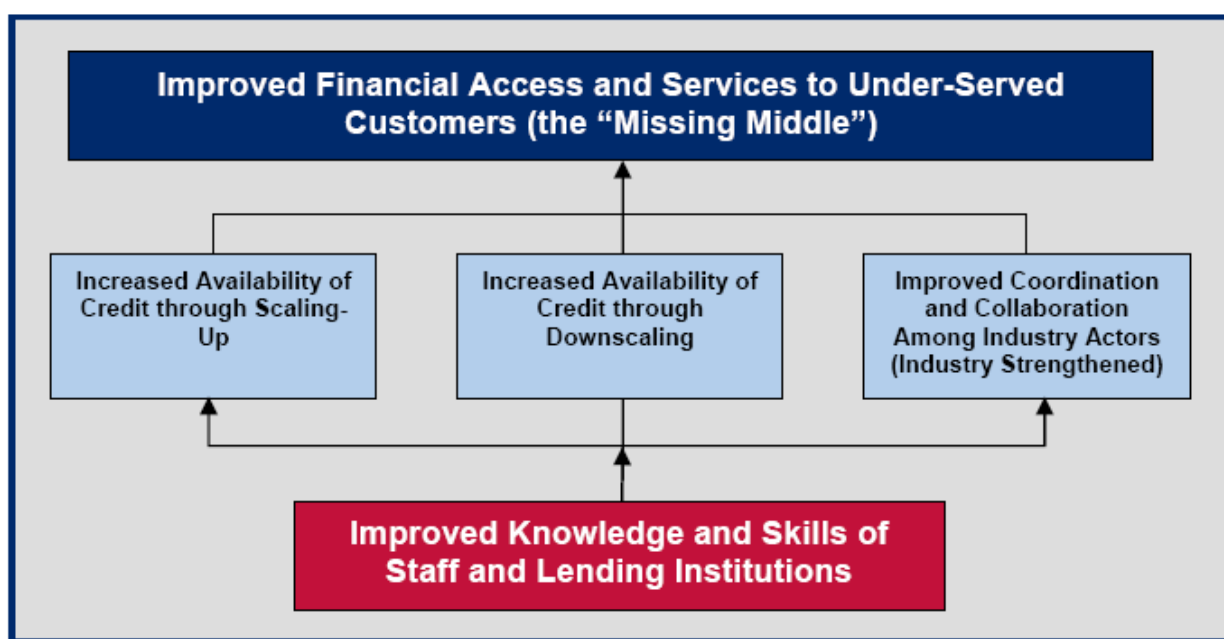 Improved Financial Access and Services to Under-Served
Customers (the “Missing Middle”)
Increased Availability of
Credit through Scaling-
Up
Increased Availability of
Credit through
Downscaling
Improved Coordination
and Collaboration
Among Industry Actors
(Industry Strengthened)
Improved Knowledge and Skills of
Staff and Lending Institutions